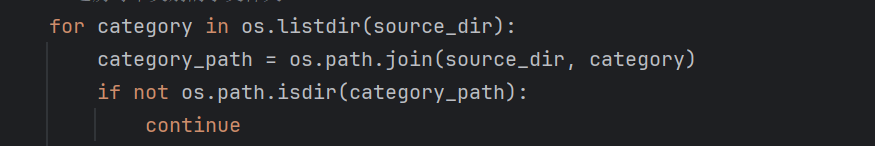 for category in os.listdir(source_dir):
    category_path = os.path.join(source_dir, category)
    if not os.path.isdir(category_path):
        continue